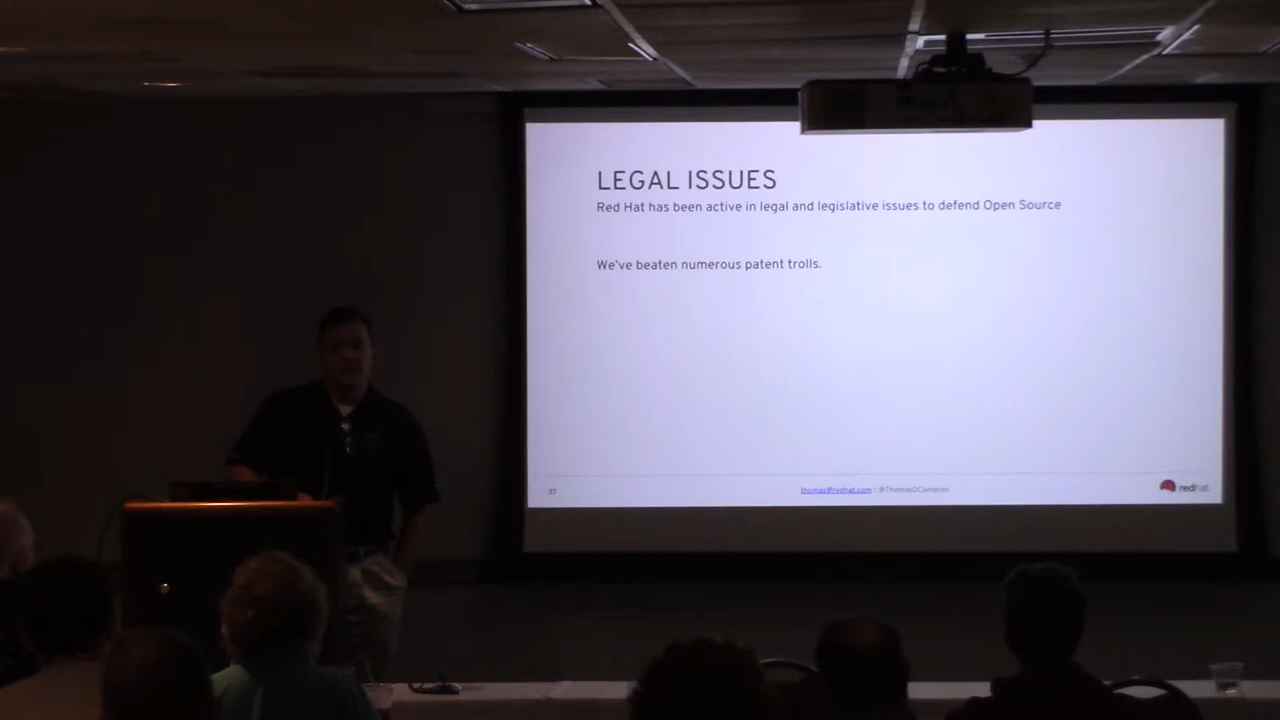 LEGAL ISSUES
Red Hat has been active in legal and legislative issues to defend Open Source
We've beaten numerous patent trolls.
37
thomas@redhat.com | @ThomasDCameron
redhat